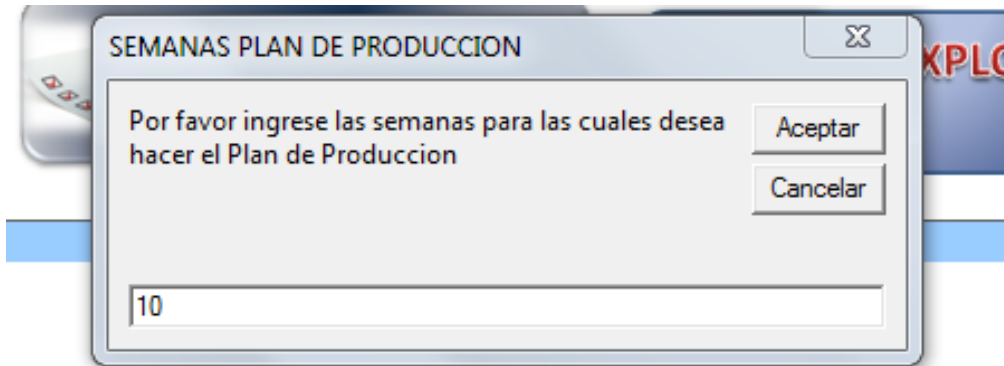 SEMANAS PLAN DE PRODUCCION
XPLO
Por favor ingrese las semanas para las cuales desea
hacer el Plan de Produccion
Aceptar
Cancelar
10